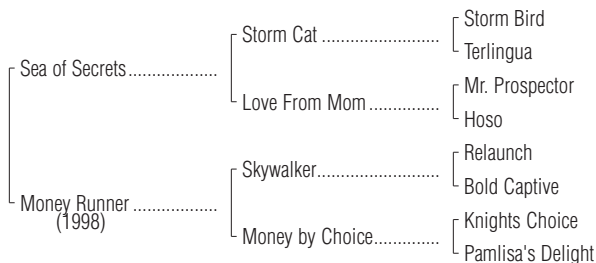 Storm Bird
Storm Cat ......................
Terlingua
Sea of Secrets.................
Mr. Prospector
Love From Mom .............
Hoso
Relaunch
Skywalker.......................
Bold Captive
Money Runner ................
(1998)
Knights Choice
Money by Choice.............
Pamlisa's Delight